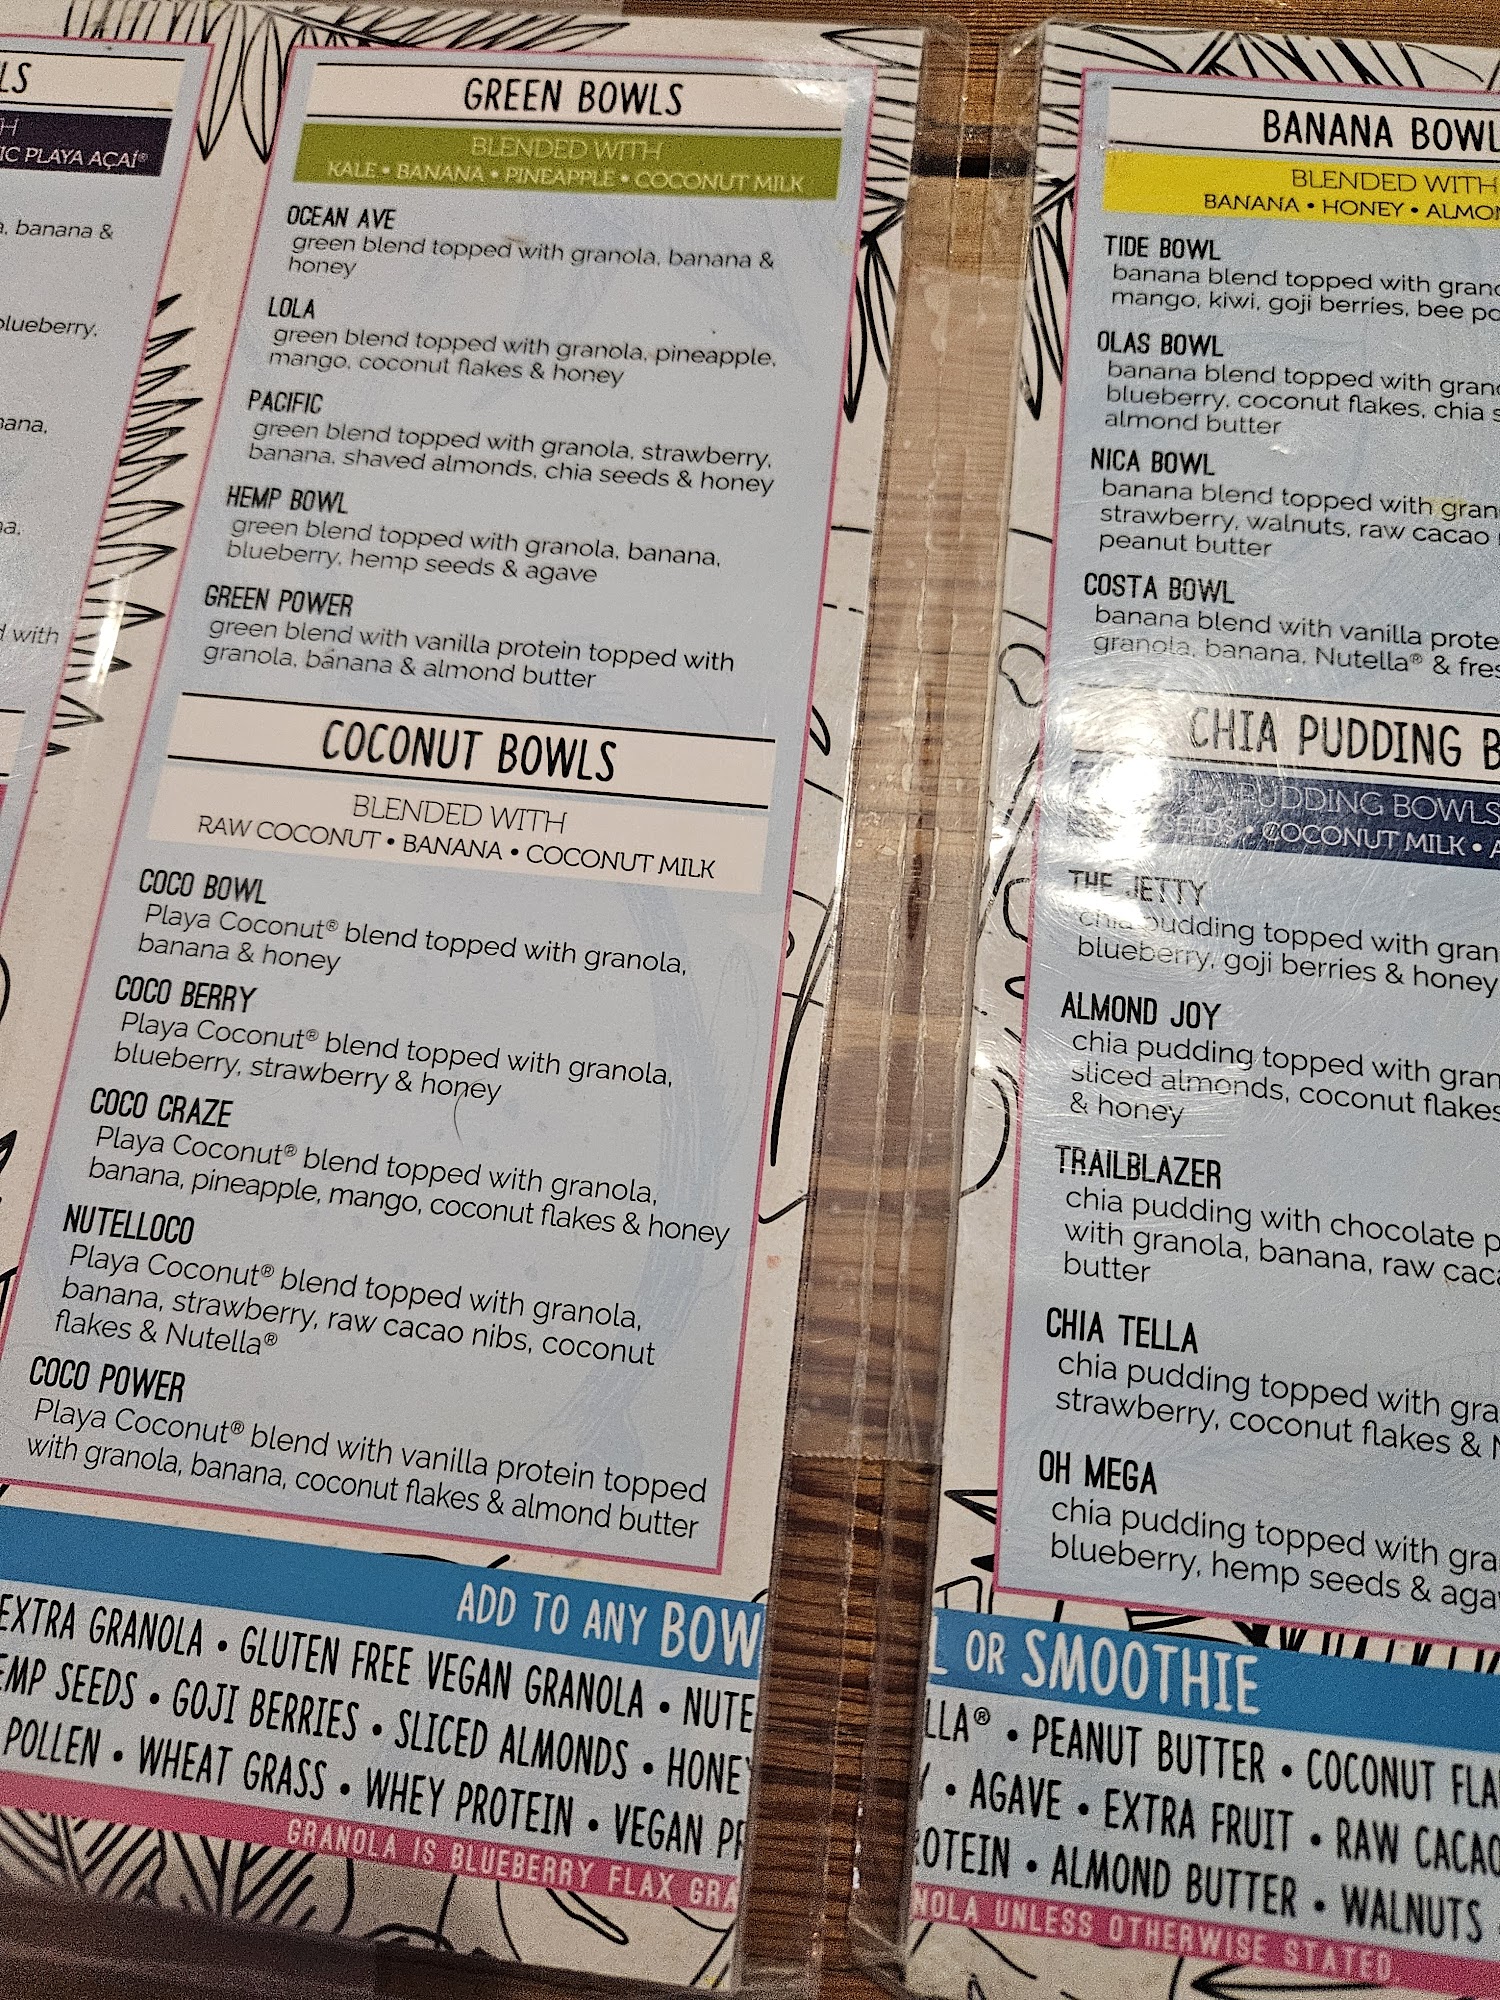 LS
IC PLAYA AÇAÍ®
banana &
blueberry,
with
GREEN BOWLS
BLENDED WITH
KALE • BANANA • PINEAPPLE • COCONUT MILK
OCEAN AVE
green blend topped with granola, banana &
honey
LOLA
green blend topped with granola, pineapple,
mango, coconut flakes & honey
PACIFIC
green blend topped with granola, strawberry,
banana, shaved almonds, chia seeds & honey
HEMP BOWL
green blend topped with granola, banana,
blueberry, hemp seeds & agave
GREEN POWER
green blend with vanilla protein topped with
granola, banana & almond butter
COCONUT BOWLS
BLENDED WITH
RAW COCONUT • BANANA • COCONUT MILK
COCO BOWL
Playa Coconut® blend topped with granola,
banana & honey
COCO BERRY
Playa Coconut® blend topped with granola,
blueberry, strawberry & honey
COCO CRAZE
Playa Coconut® blend topped with granola,
banana, pineapple, mango, coconut flakes & honey
NUTELLOCO
Playa Coconut® blend topped with granola,
banana, strawberry, raw cacao nibs, coconut
flakes & Nutella®
COCO POWER
Playa Coconut® blend with vanilla protein topped
with granola, banana, coconut flakes & almond butter
BANANA BOWL
BLENDED WITH
BANANA • HONEY • ALMO
TIDE BOWL
banana blend topped with grano
mango, kiwi, goji berries, bee po
OLAS BOWL
banana blend topped with grano
blueberry, coconut flakes, chia s
almond butter
NICA BOWL
banana blend topped with gran
strawberry, walnuts, raw cacao
peanut butter
COSTA BOWL
banana blend with vanilla prote
granola, banana, Nutella® & fres
CHIA PUDDING B
PUDDING BOWLS
SEEDS • COCONUT MILK • A
THE JETTY
chia pudding topped with gran
blueberry, goji berries & honey
ALMOND JOY
chia pudding topped with gran
sliced almonds, coconut flakes
& honey
TRAILBLAZER
chia pudding with chocolate p
with granola, banana, raw caca
butter
CHIA TELLA
chia pudding topped with gra
strawberry, coconut flakes & N
OH MEGA
chia pudding topped with gra
blueberry, hemp seeds & aga
ADD TO ANY BOWL OR SMOOTHIE
EXTRA GRANOLA • GLUTEN FREE VEGAN GRANOLA • NUTELLA® • PEANUT BUTTER • COCONUT FLA
EMP SEEDS • GOJI BERRIES • SLICED ALMONDS • HONEY • AGAVE • EXTRA FRUIT • RAW CACAO
POLLEN • WHEAT GRASS • WHEY PROTEIN • VEGAN PROTEIN • ALMOND BUTTER • WALNUTS
GRANOLA IS BLUEBERRY FLAX GRANOLA UNLESS OTHERWISE STATED